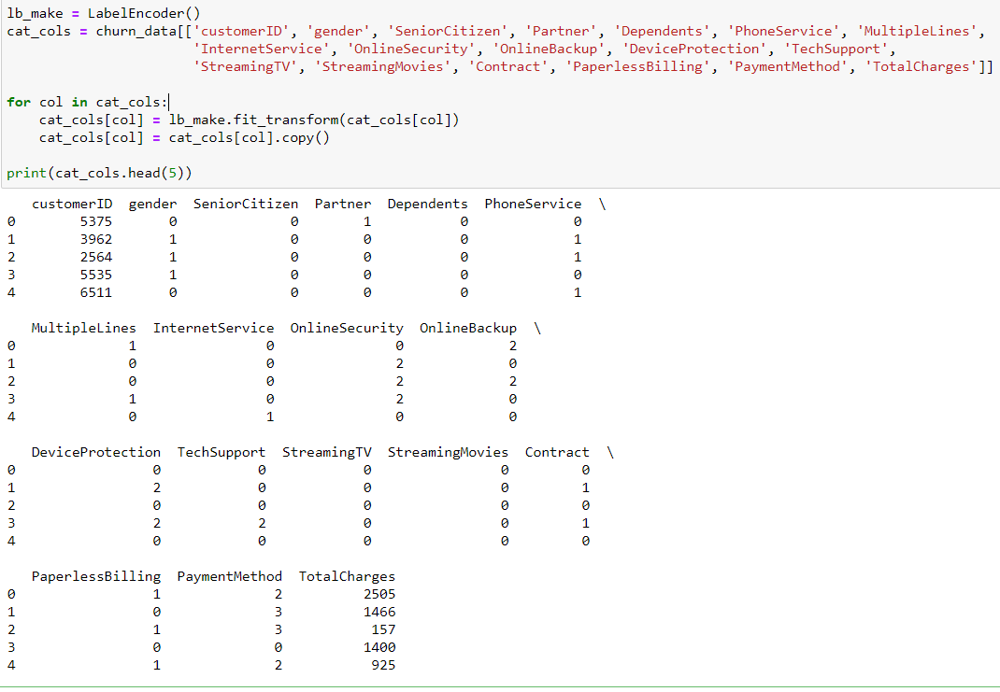 lb_make = LabelEncoder()
cat_cols = churn_data[['customerID', 'gender', 'SeniorCitizen', 'Partner', 'Dependents', 'PhoneService', 'MultipleLines',
                       'InternetService', 'OnlineSecurity', 'OnlineBackup', 'DeviceProtection', 'TechSupport',
                       'StreamingTV', 'StreamingMovies', 'Contract', 'PaperlessBilling', 'PaymentMethod', 'TotalCharges']]
for col in cat_cols:
    cat_cols[col] = lb_make.fit_transform(cat_cols[col])
    cat_cols[col] = cat_cols[col].copy()
print(cat_cols.head(5))
   customerID  gender  SeniorCitizen  Partner  Dependents  PhoneService  \
0        5375       0              0        1           0             0
1        3962       1              0        0           0             1
2        2564       1              0        0           0             1
3        5535       1              0        0           0             0
4        6511       0              0        0           0             1
   MultipleLines  InternetService  OnlineSecurity  OnlineBackup  \
0              1                0               0             2
1              0                0               2             0
2              0                0               2             2
3              1                0               2             0
4              0                1               0             0
   DeviceProtection  TechSupport  StreamingTV  StreamingMovies  Contract  \
0                 0            0            0                0         0
1                 2            0            0                0         1
2                 0            0            0                0         0
3                 2            2            0                0         1
4                 0            0            0                0         0
   PaperlessBilling  PaymentMethod  TotalCharges
0                 1              2          2505
1                 0              3          1466
2                 1              3           157
3                 0              0          1400
4                 1              2           925